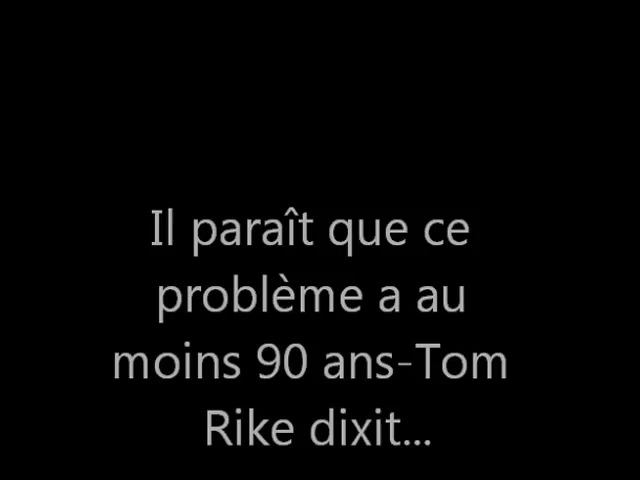 Il paraît que ce
problème a au
moins 90 ans-Tom
Rike dixit...